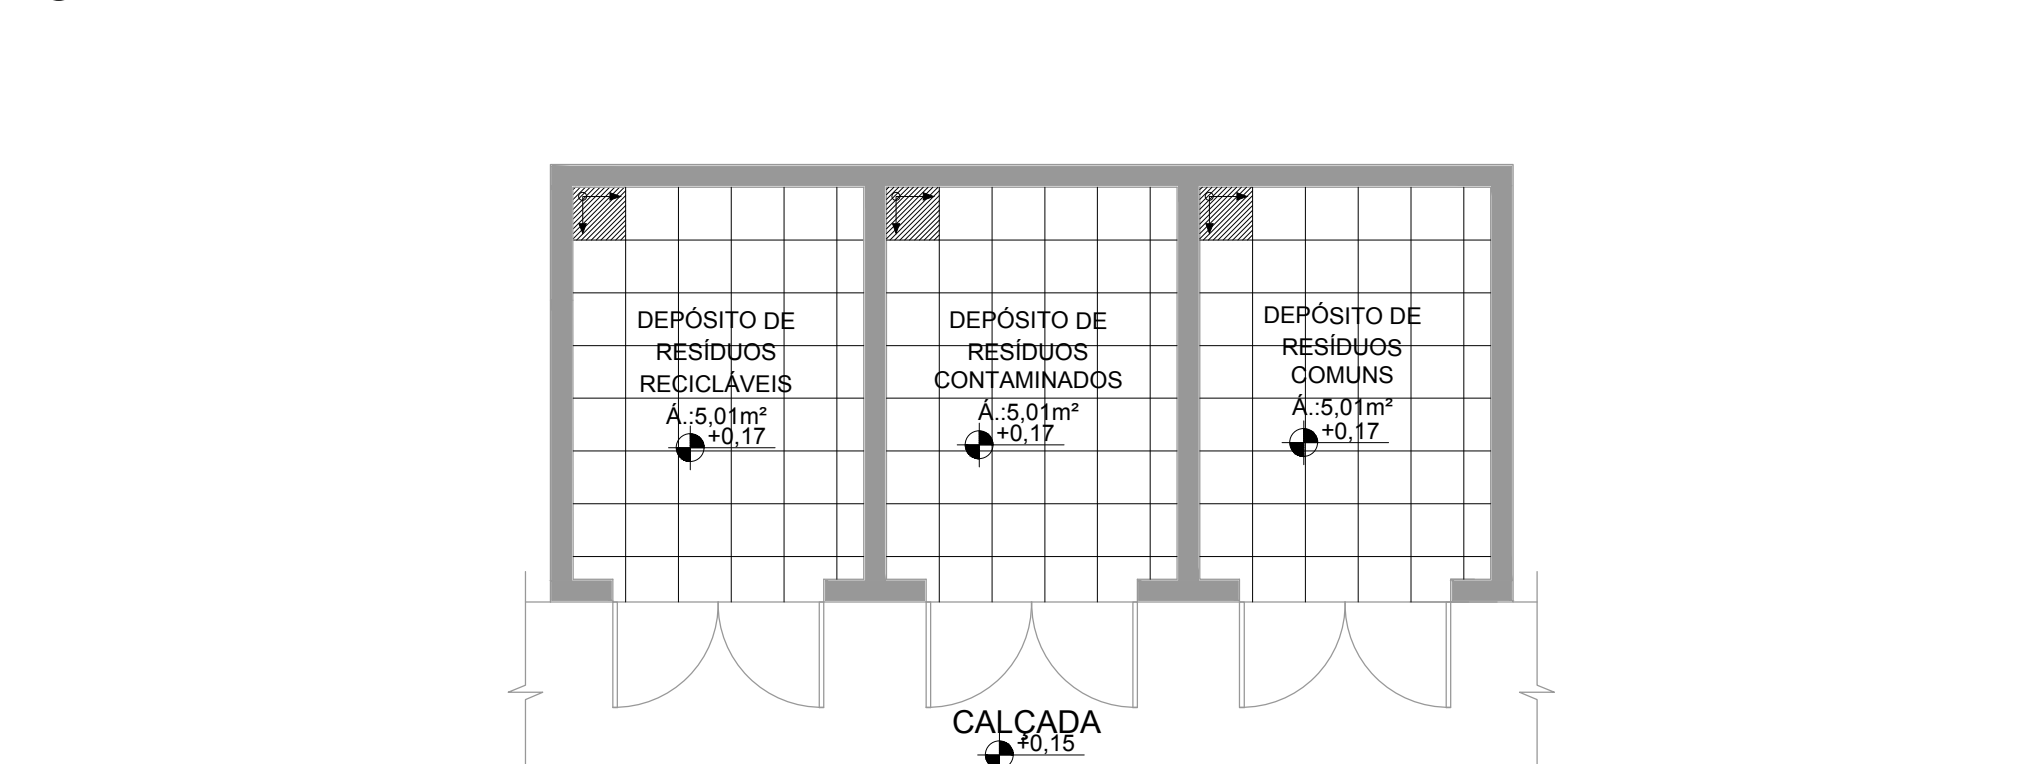 DEPÓSITO DE
RESÍDUOS
RECICLÁVEIS
Á.:5,01m²
+0,17
DEPÓSITO DE
RESÍDUOS
CONTAMINADOS
Á.:5,01m²
+0,17
DEPÓSITO DE
RESÍDUOS
COMUNS
Á.:5,01m²
+0,17
CALÇADA
+0,15